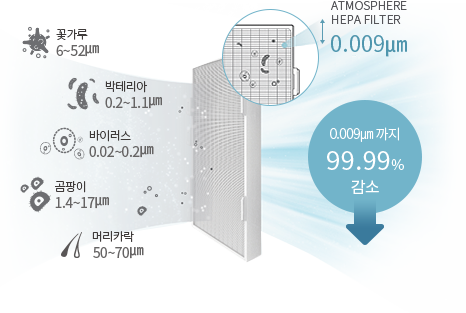 ATMOSPHERE
HEPA FILTER
0.009㎛
꽃가루
6~52㎛
박테리아
0.2~1.1㎛
바이러스
0.02~0.2㎛
곰팡이
1.4~17㎛
머리카락
50~70㎛
0.009㎛ 까지
99.99%
감소